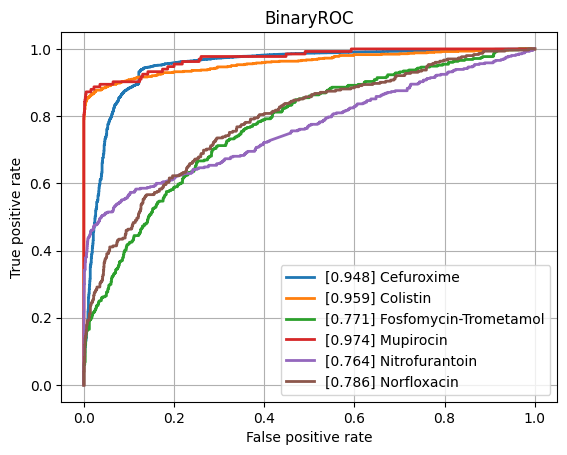 BinaryROC
True positive rate
1.0
0.8
0.6
0.4
0.2
0.0
[0.948] Cefuroxime
[0.959] Colistin
[0.771] Fosfomycin-Trometamol
[0.974] Mupirocin
[0.764] Nitrofurantoin
[0.786] Norfloxacin
0.0 0.2 0.4 0.6 0.8 1.0
False positive rate